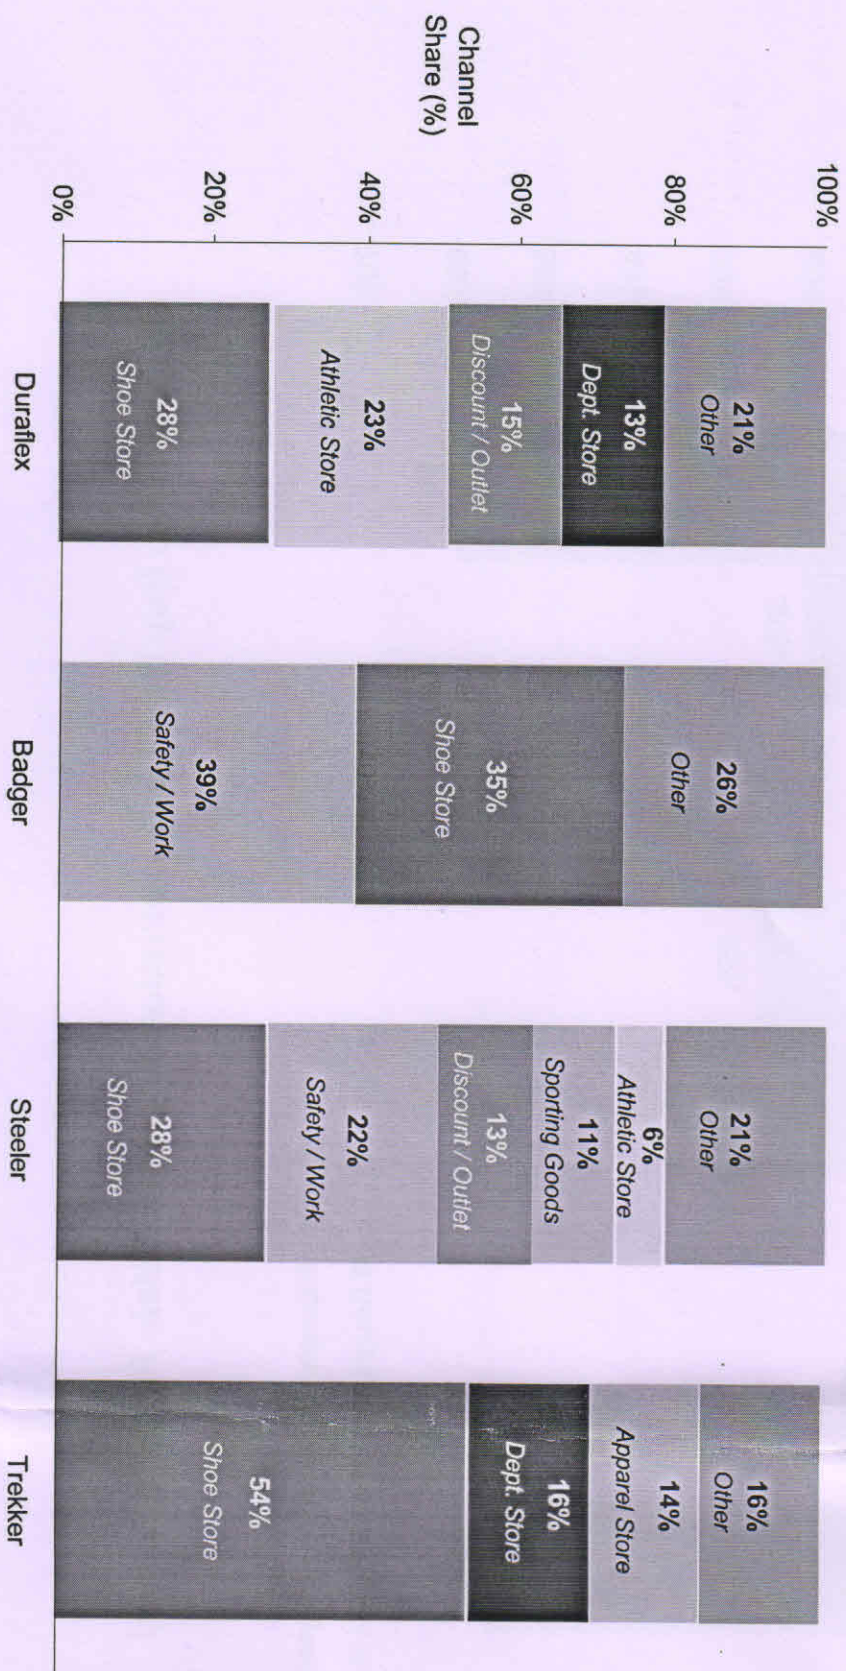 Channel
Share (%)
100%
80%
60%
40%
20%
0%
21%
Other
13%
Dept. Store
15%
Discount / Outlet
23%
Athletic Store
28%
Shoe Store
Duraflex
26%
Other
35%
Shoe Store
39%
Safety / Work
Badger
21%
Other
6%
Athletic Store
11%
Sporting Goods
13%
Discount / Outlet
22%
Safety / Work
28%
Shoe Store
Steeler
16%
Other
14%
Apparel Store
16%
Dept. Store
54%
Shoe Store
Trekker